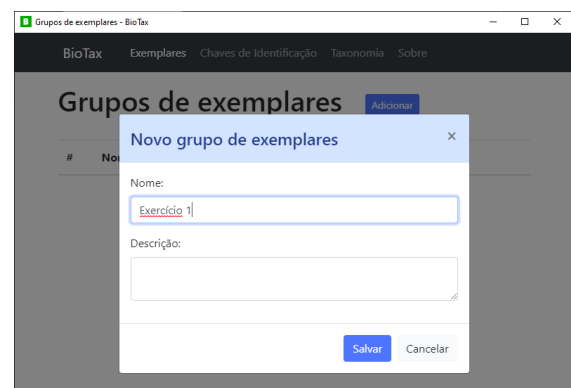 B Grupos de exemplares - BioTax
BioTax Exemplares Chaves de Identificação Taxonomia Sobre
Grupos de exemplares Adicionar
Novo grupo de exemplares ×
# No
Nome:
Exercício 1
Descrição:
Salvar Cancelar